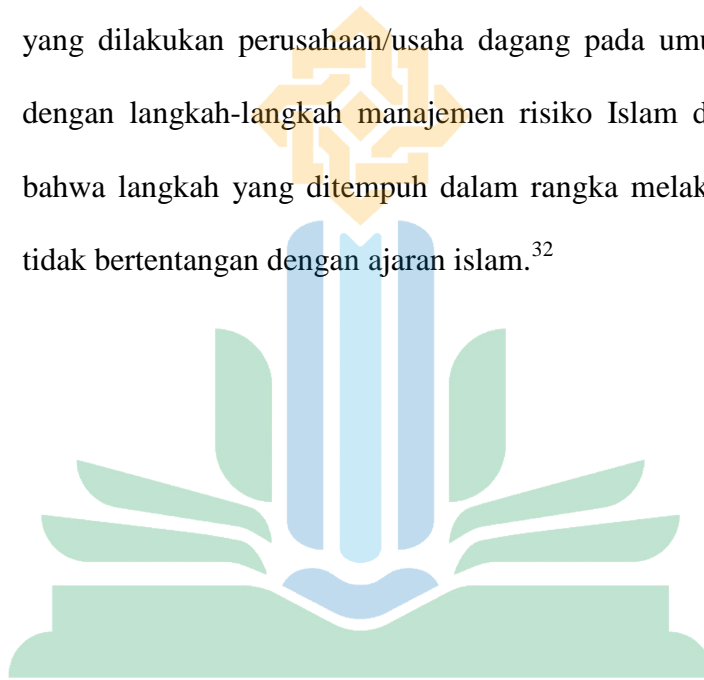 yang dilakukan perusahaan/usaha dagang pada umu
dengan langkah-langkah manajemen risiko Islam d
bahwa langkah yang ditempuh dalam rangka melak
tidak bertentangan dengan ajaran islam.32